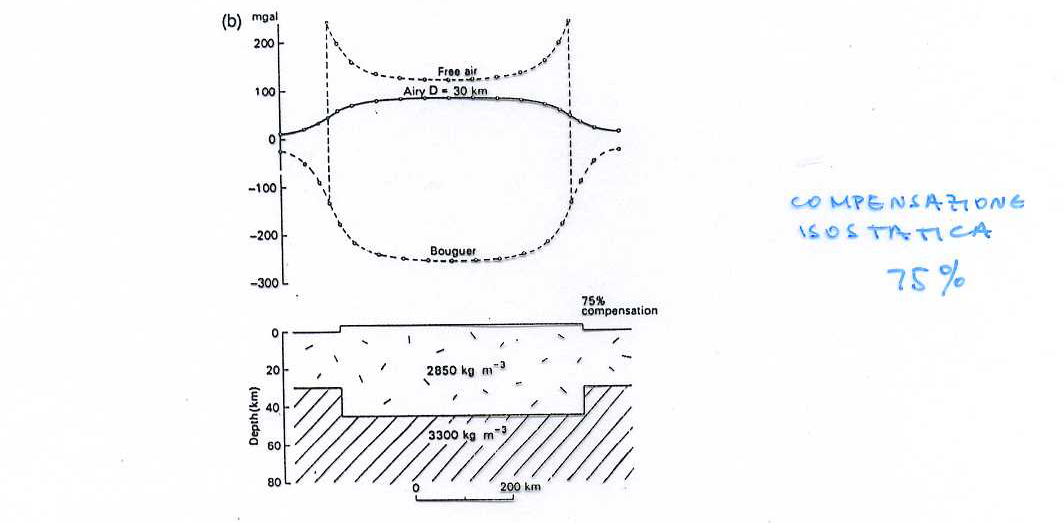 (b) mgal
200
100
0
-100
-200
-300
Free air
Airy D = 30 km
Bouguer
COMPENSAZIONE
ISOSTATICA
75%
75%
compensation
0
20
40
60
80
Depth (km)
2850 kg m⁻³
3300 kg m⁻³
0 200 km